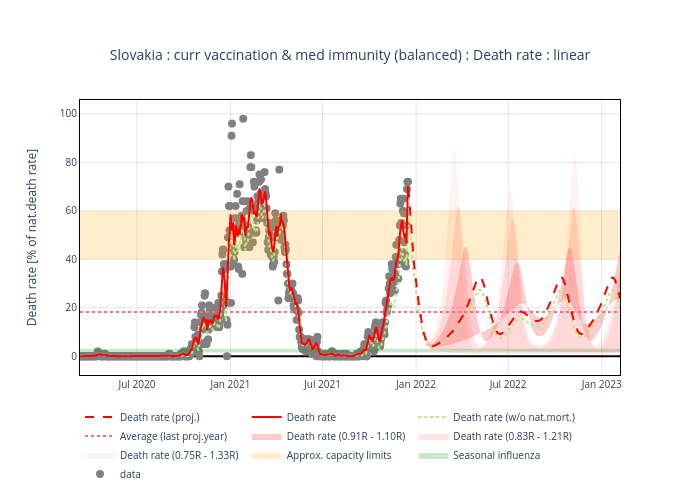 Slovakia : curr vaccination & med immunity (balanced) : Death rate : linear
Death rate [% of nat.death rate]
100
80
60
40
20
0
Jul 2020
Jan 2021
Jul 2021
Jan 2022
Jul 2022
Jan 2023
Death rate (proj.)
Death rate
Death rate (w/o nat.mort.)
Average (last proj.year)
Death rate (0.91R - 1.10R)
Death rate (0.83R - 1.21R)
Death rate (0.75R - 1.33R)
Approx. capacity limits
Seasonal influenza
data